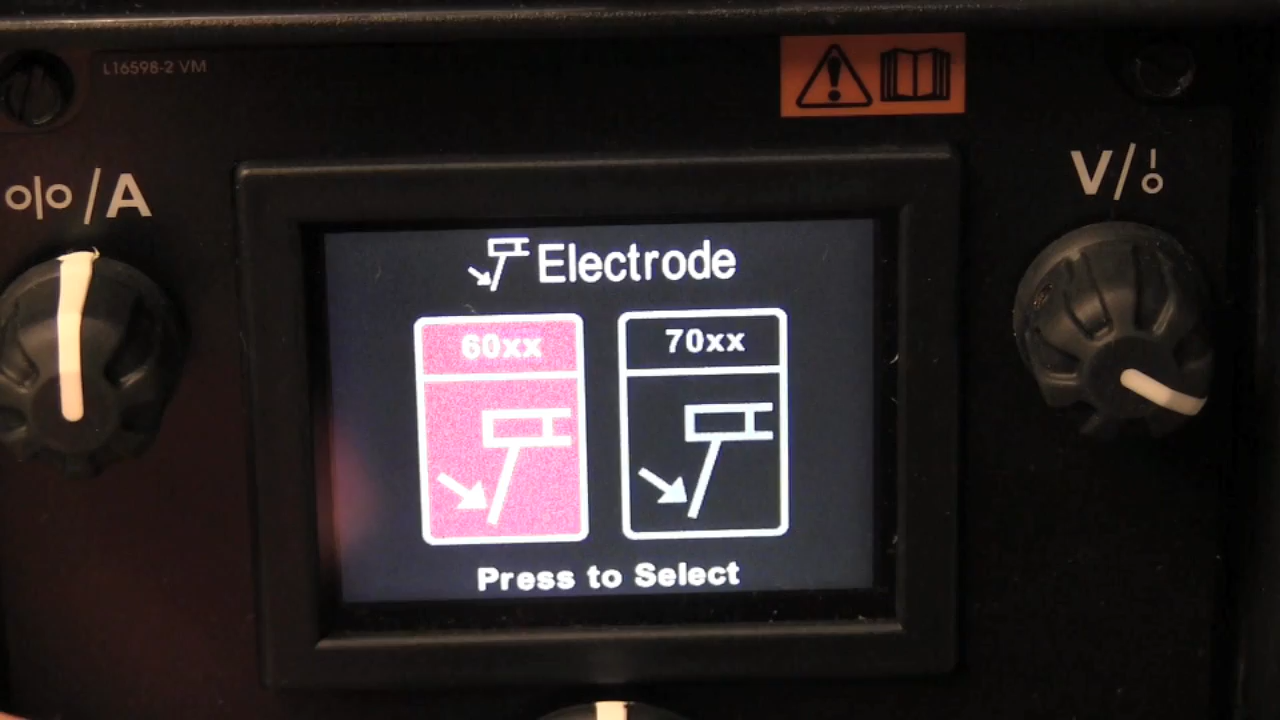 L16598-2 VM
o|o/A
V/
Electrode
60xx
70xx
Press to Select